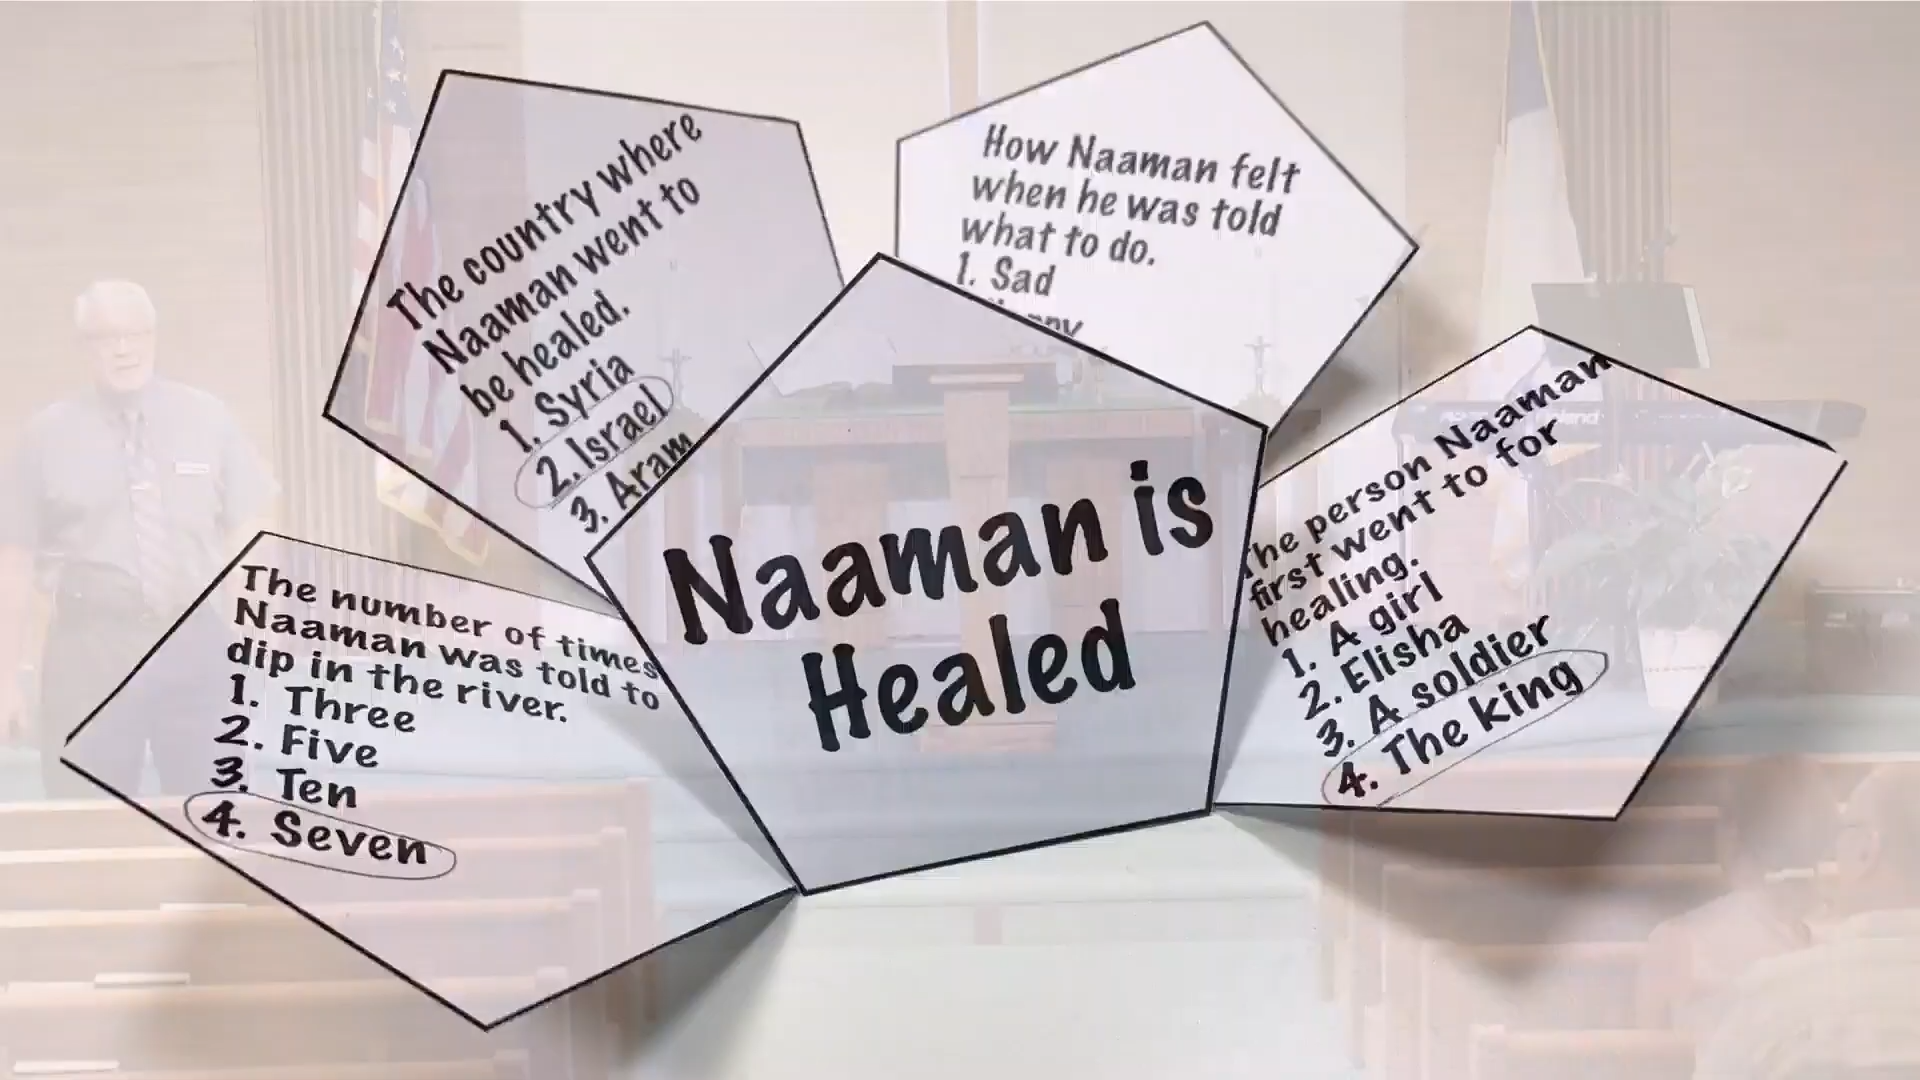 The country where
Naaman went to
be healed.
1. Syria
2. Israel
3. Aram
How Naaman felt
when he was told
what to do.
1. Sad
The number of times
Naaman was told to
dip in the river.
1. Three
2. Five
3. Ten
4. Seven
Naaman is
Healed
The person Naaman
first went to for
healing.
1. A girl
2. Elisha
3. A soldier
4. The king